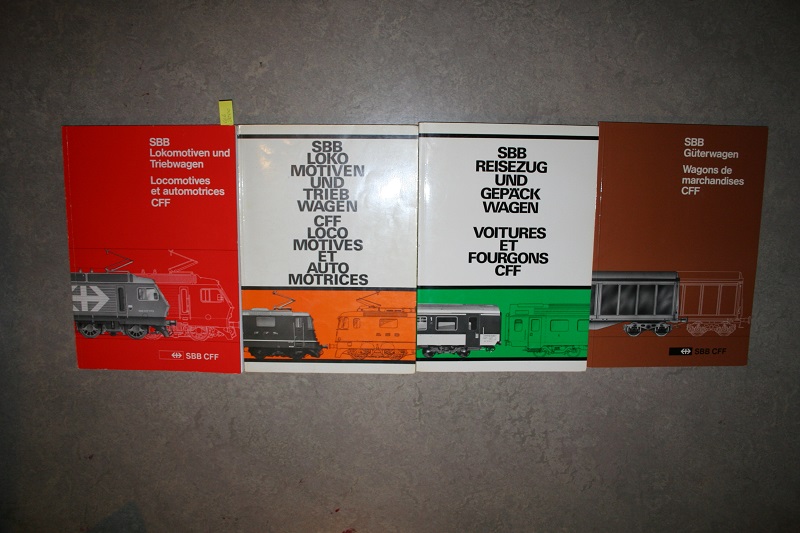 SBB
Lokomotiven und
Triebwagen
Locomotives
et automotrices
CFF
SBB CFF
SBB
LOKO
MOTIVEN
UND
TRIEB
WAGEN
CFF
LOCO
MOTIVES
ET
AUTO
MOTRICES
SBB
REISEZUG
UND
GEPÄCK
WAGEN
VOITURES
ET
FOURGONS
CFF
SBB
Güterwagen
Wagons de
marchandises
CFF
SBB CFF